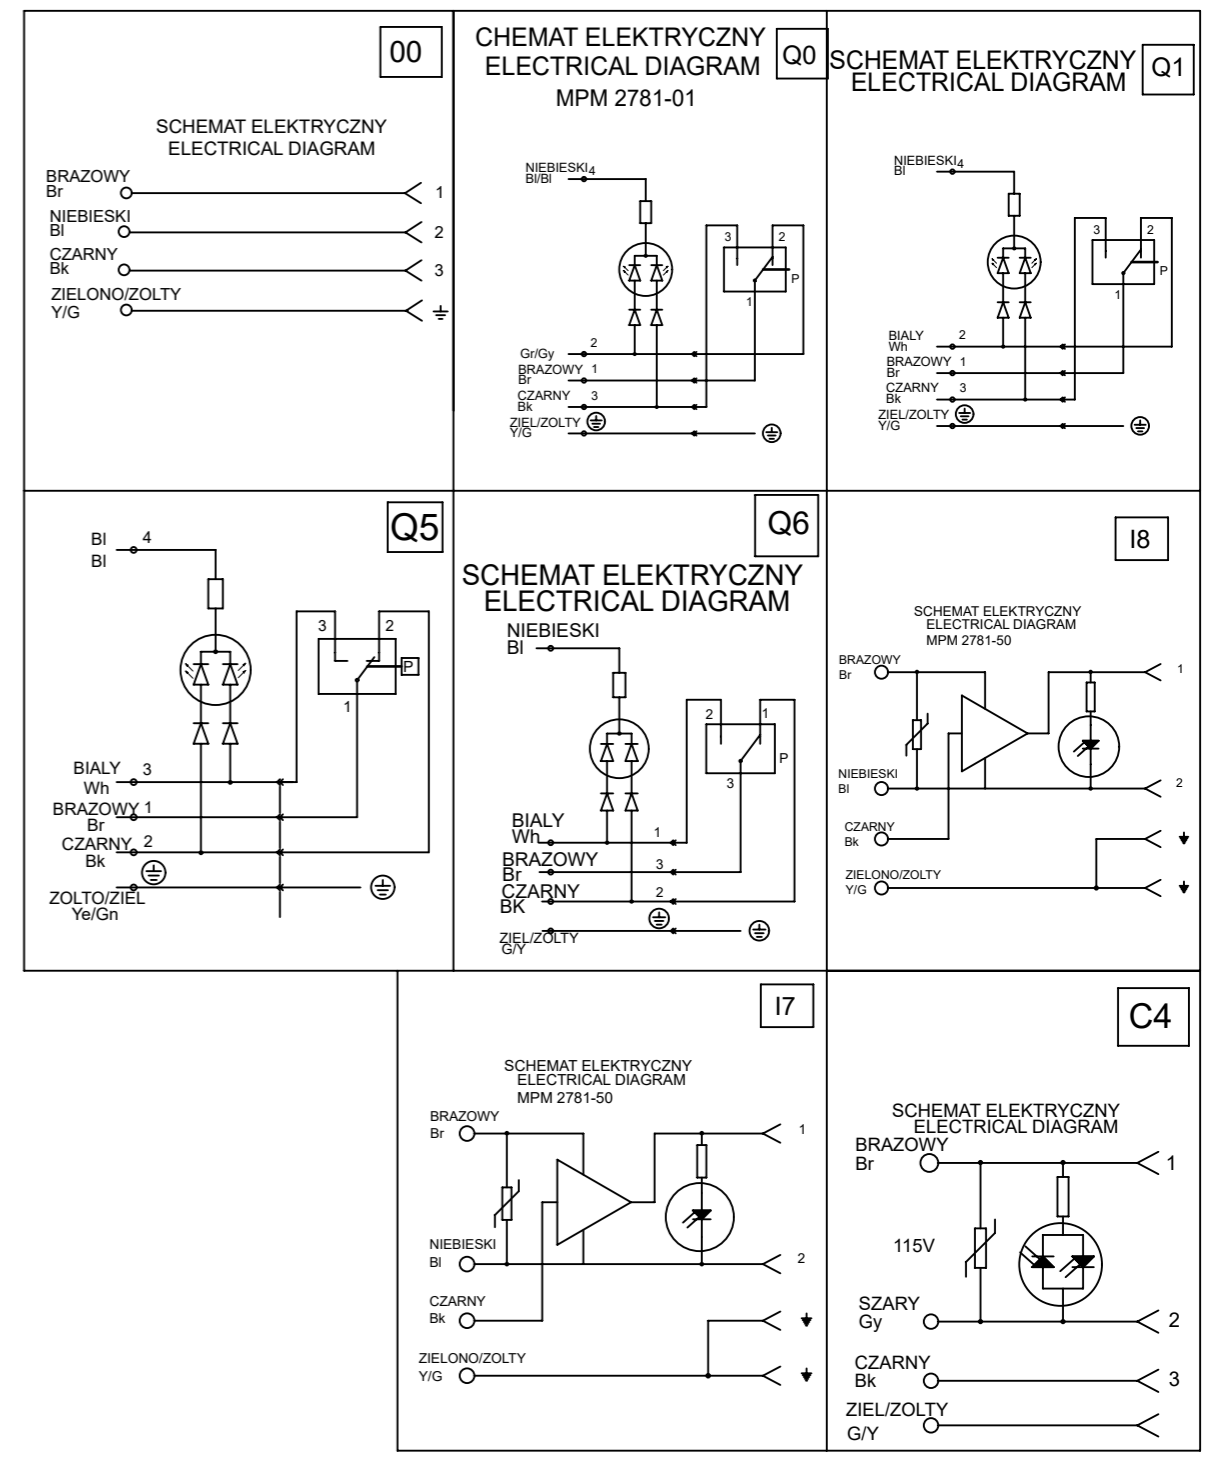 00
SCHEMAT ELEKTRYCZNY
ELECTRICAL DIAGRAM
BRAZOWY
Br
1
NIEBIESKI
Bl
2
CZARNY
Bk
3
ZIELONO/ZOLTY
Y/G
CHEMAT ELEKTRYCZNY
ELECTRICAL DIAGRAM
MPM 2781-01
Q0
NIEBIESKI 4
Bl/Bl
3 2
P
1
2
Gr/Gy
BRAZOWY 1
Br
CZARNY 3
Bk
ZIEL/ZOLTY
Y/G
SCHEMAT ELEKTRYCZNY
ELECTRICAL DIAGRAM
Q1
NIEBIESKI 4
Bl
3 2
P
1
BIALY 2
Wh
BRAZOWY 1
Br
CZARNY 3
Bk
ZIEL/ZOLTY
Y/G
Q5
Bl 4
Bl
3 2
P
1
BIALY 3
Wh
BRAZOWY 1
Br
CZARNY 2
Bk
ZOLTO/ZIEL
Ye/Gn
Q6
SCHEMAT ELEKTRYCZNY
ELECTRICAL DIAGRAM
NIEBIESKI
Bl
2 1
P
3
BIALY
Wh 1
BRAZOWY
Br 3
CZARNY
BK 2
ZIEL/ZOLTY
G/Y
I8
SCHEMAT ELEKTRYCZNY
ELECTRICAL DIAGRAM
MPM 2781-50
BRAZOWY
Br 1
NIEBIESKI
Bl 2
CZARNY
Bk
ZIELONO/ZOLTY
Y/G
I7
SCHEMAT ELEKTRYCZNY
ELECTRICAL DIAGRAM
MPM 2781-50
BRAZOWY
Br 1
NIEBIESKI
Bl 2
CZARNY
Bk
ZIELONO/ZOLTY
Y/G
C4
SCHEMAT ELEKTRYCZNY
ELECTRICAL DIAGRAM
BRAZOWY
Br 1
115V
SZARY
Gy 2
CZARNY
Bk 3
ZIEL/ZOLTY
G/Y